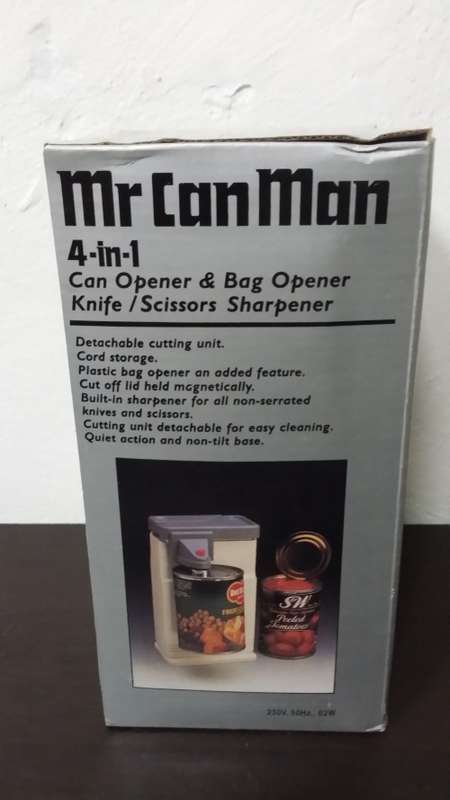 Mr Can Man
4-in-1
Can Opener & Bag Opener
Knife / Scissors Sharpener
Detachable cutting unit.
Cord storage.
Plastic bag opener an added feature.
Cut off lid held magnetically.
Built-in sharpener for all non-serrated
knives and scissors.
Cutting unit detachable for easy cleaning.
Quiet action and non-tilt base.
S&W
Peeled
Tomatoes
230V, 50Hz,